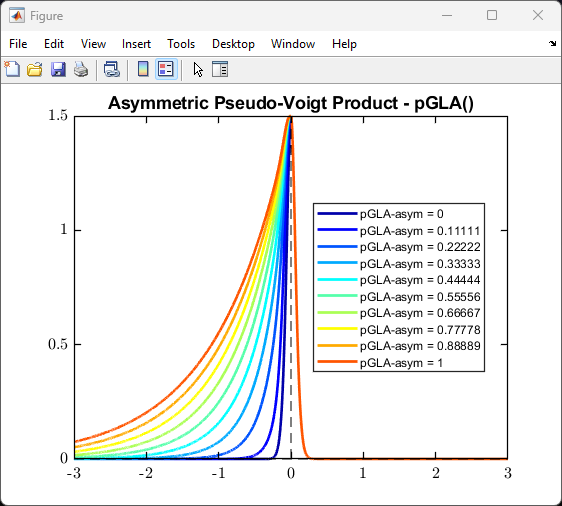 Figure
File Edit View Insert Tools Desktop Window Help
Asymmetric Pseudo-Voigt Product - pGLA()
1.5
1
0.5
0
-3 -2 -1 0 1 2 3
pGLA-asym = 0
pGLA-asym = 0.11111
pGLA-asym = 0.22222
pGLA-asym = 0.33333
pGLA-asym = 0.44444
pGLA-asym = 0.55556
pGLA-asym = 0.66667
pGLA-asym = 0.77778
pGLA-asym = 0.88889
pGLA-asym = 1